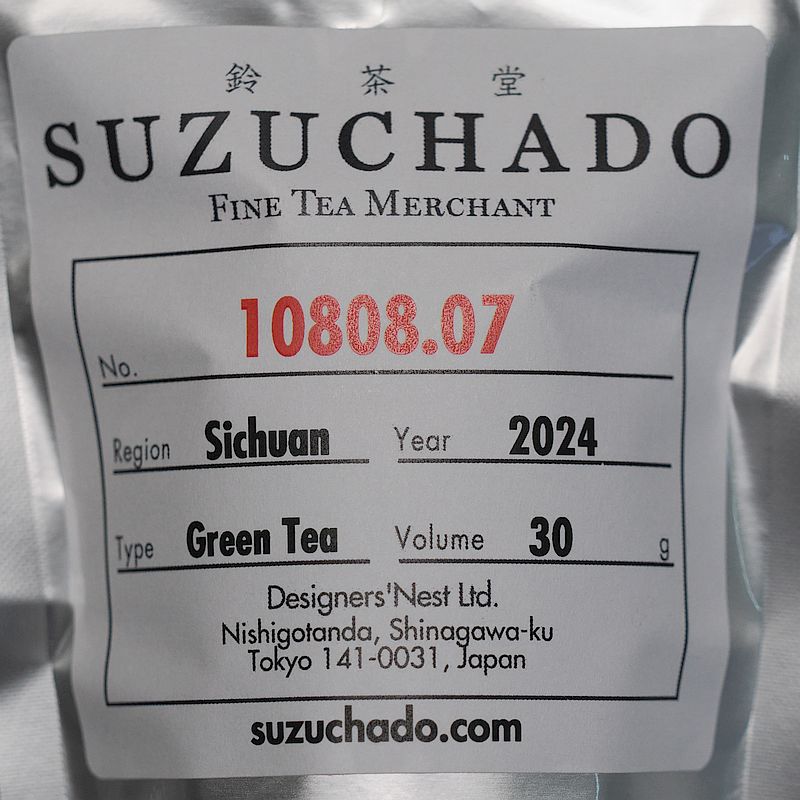 鈴 茶 堂
SUZUCHADO
FINE TEA MERCHANT
No. 10808.07
Region Sichuan Year 2024
Type Green Tea Volume 30 g
Designers'Nest Ltd.
Nishigotanda, Shinagawa-ku
Tokyo 141-0031, Japan
suzuchado.com